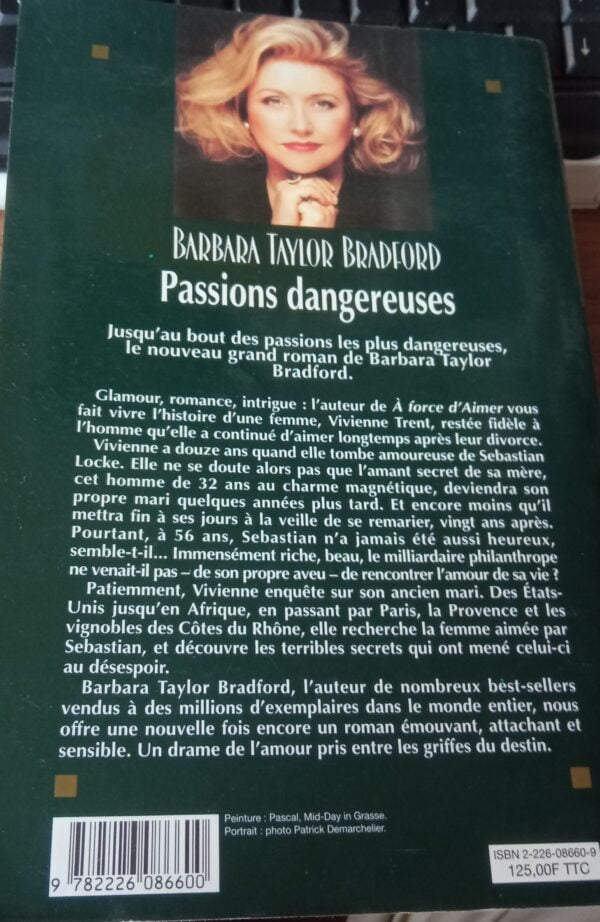 BARBARA TAYLOR BRADFORD
Passions dangereuses
Jusqu'au bout des passions les plus dangereuses,
le nouveau grand roman de Barbara Taylor
Bradford.
Glamour, romance, intrigue : l'auteur de À force d'Aimer vous
fait vivre l'histoire d'une femme, Vivienne Trent, restée fidèle à
l'homme qu'elle a continué d'aimer longtemps après leur divorce.
Vivienne a douze ans quand elle tombe amoureuse de Sebastian
Locke. Elle ne se doute alors pas que l'amant secret de sa mère,
cet homme de 32 ans au charme magnétique, deviendra son
propre mari quelques années plus tard. Et encore moins qu'il
mettra fin à ses jours à la veille de se remarier, vingt ans après.
Pourtant, à 56 ans, Sebastian n'a jamais été aussi heureux,
semble-t-il... Immensément riche, beau, le milliardaire philanthrope
ne venait-il pas – de son propre aveu – de rencontrer l'amour de sa vie ?
Patiemment, Vivienne enquête sur son ancien mari. Des États-
Unis jusqu'en Afrique, en passant par Paris, la Provence et les
vignobles des Côtes du Rhône, elle recherche la femme aimée par
Sebastian, et découvre les terribles secrets qui ont mené celui-ci
au désespoir.
Barbara Taylor Bradford, l'auteur de nombreux bèst-sellers
vendus à des millions d'exemplaires dans le monde entier, nous
offre une nouvelle fois encore un roman émouvant, attachant et
sensible. Un drame de l'amour pris entre les griffes du destin.
Peinture : Pascal, Mid-Day in Grasse.
Portrait : photo Patrick Demarchelier.
9 782226 086600
ISBN 2-226-08660-9
125,00F TTC